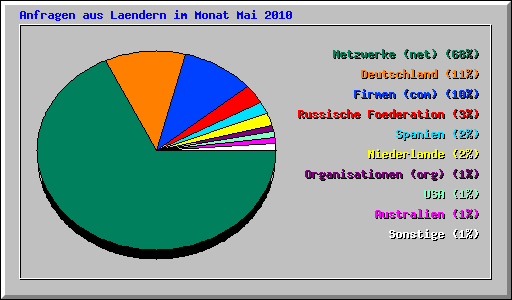 Anfragen aus Laendern im Monat Mai 2010
Netzwerke (net) (68%)
Deutschland (11%)
Firmen (com) (10%)
Russische Foederation (3%)
Spanien (2%)
Niederlande (2%)
Organisationen (org) (1%)
USA (1%)
Australien (1%)
Sonstige (1%)